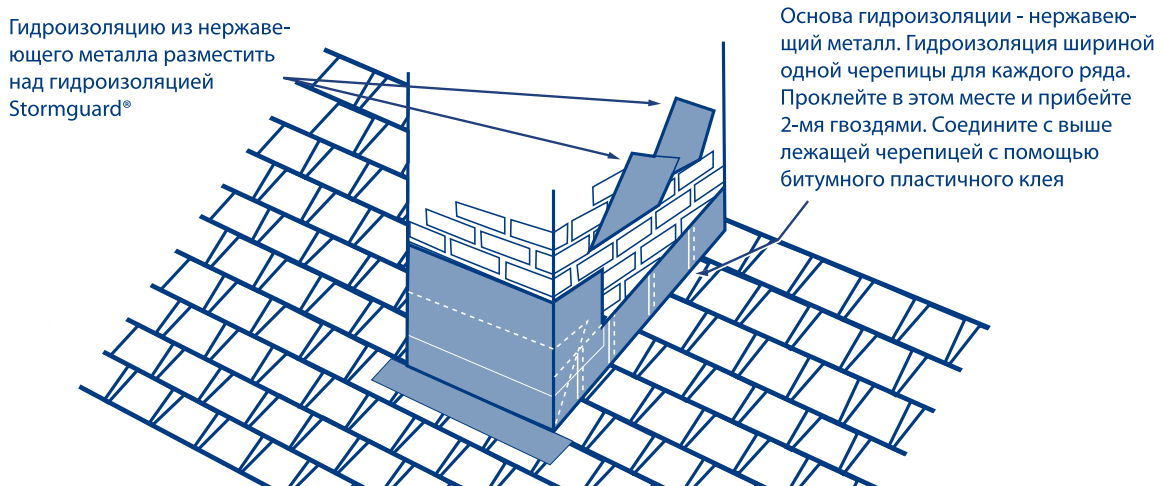 Гидроизоляцию из нержаве-
ющего металла разместить
над гидроизоляцией
Stormguard®
Основа гидроизоляции - нержавею-
щий металл. Гидроизоляция шириной
одной черепицы для каждого ряда.
Проклейте в этом месте и прибейте
2-мя гвоздями. Соедините с выше
лежащей черепицей с помощью
битумного пластичного клея